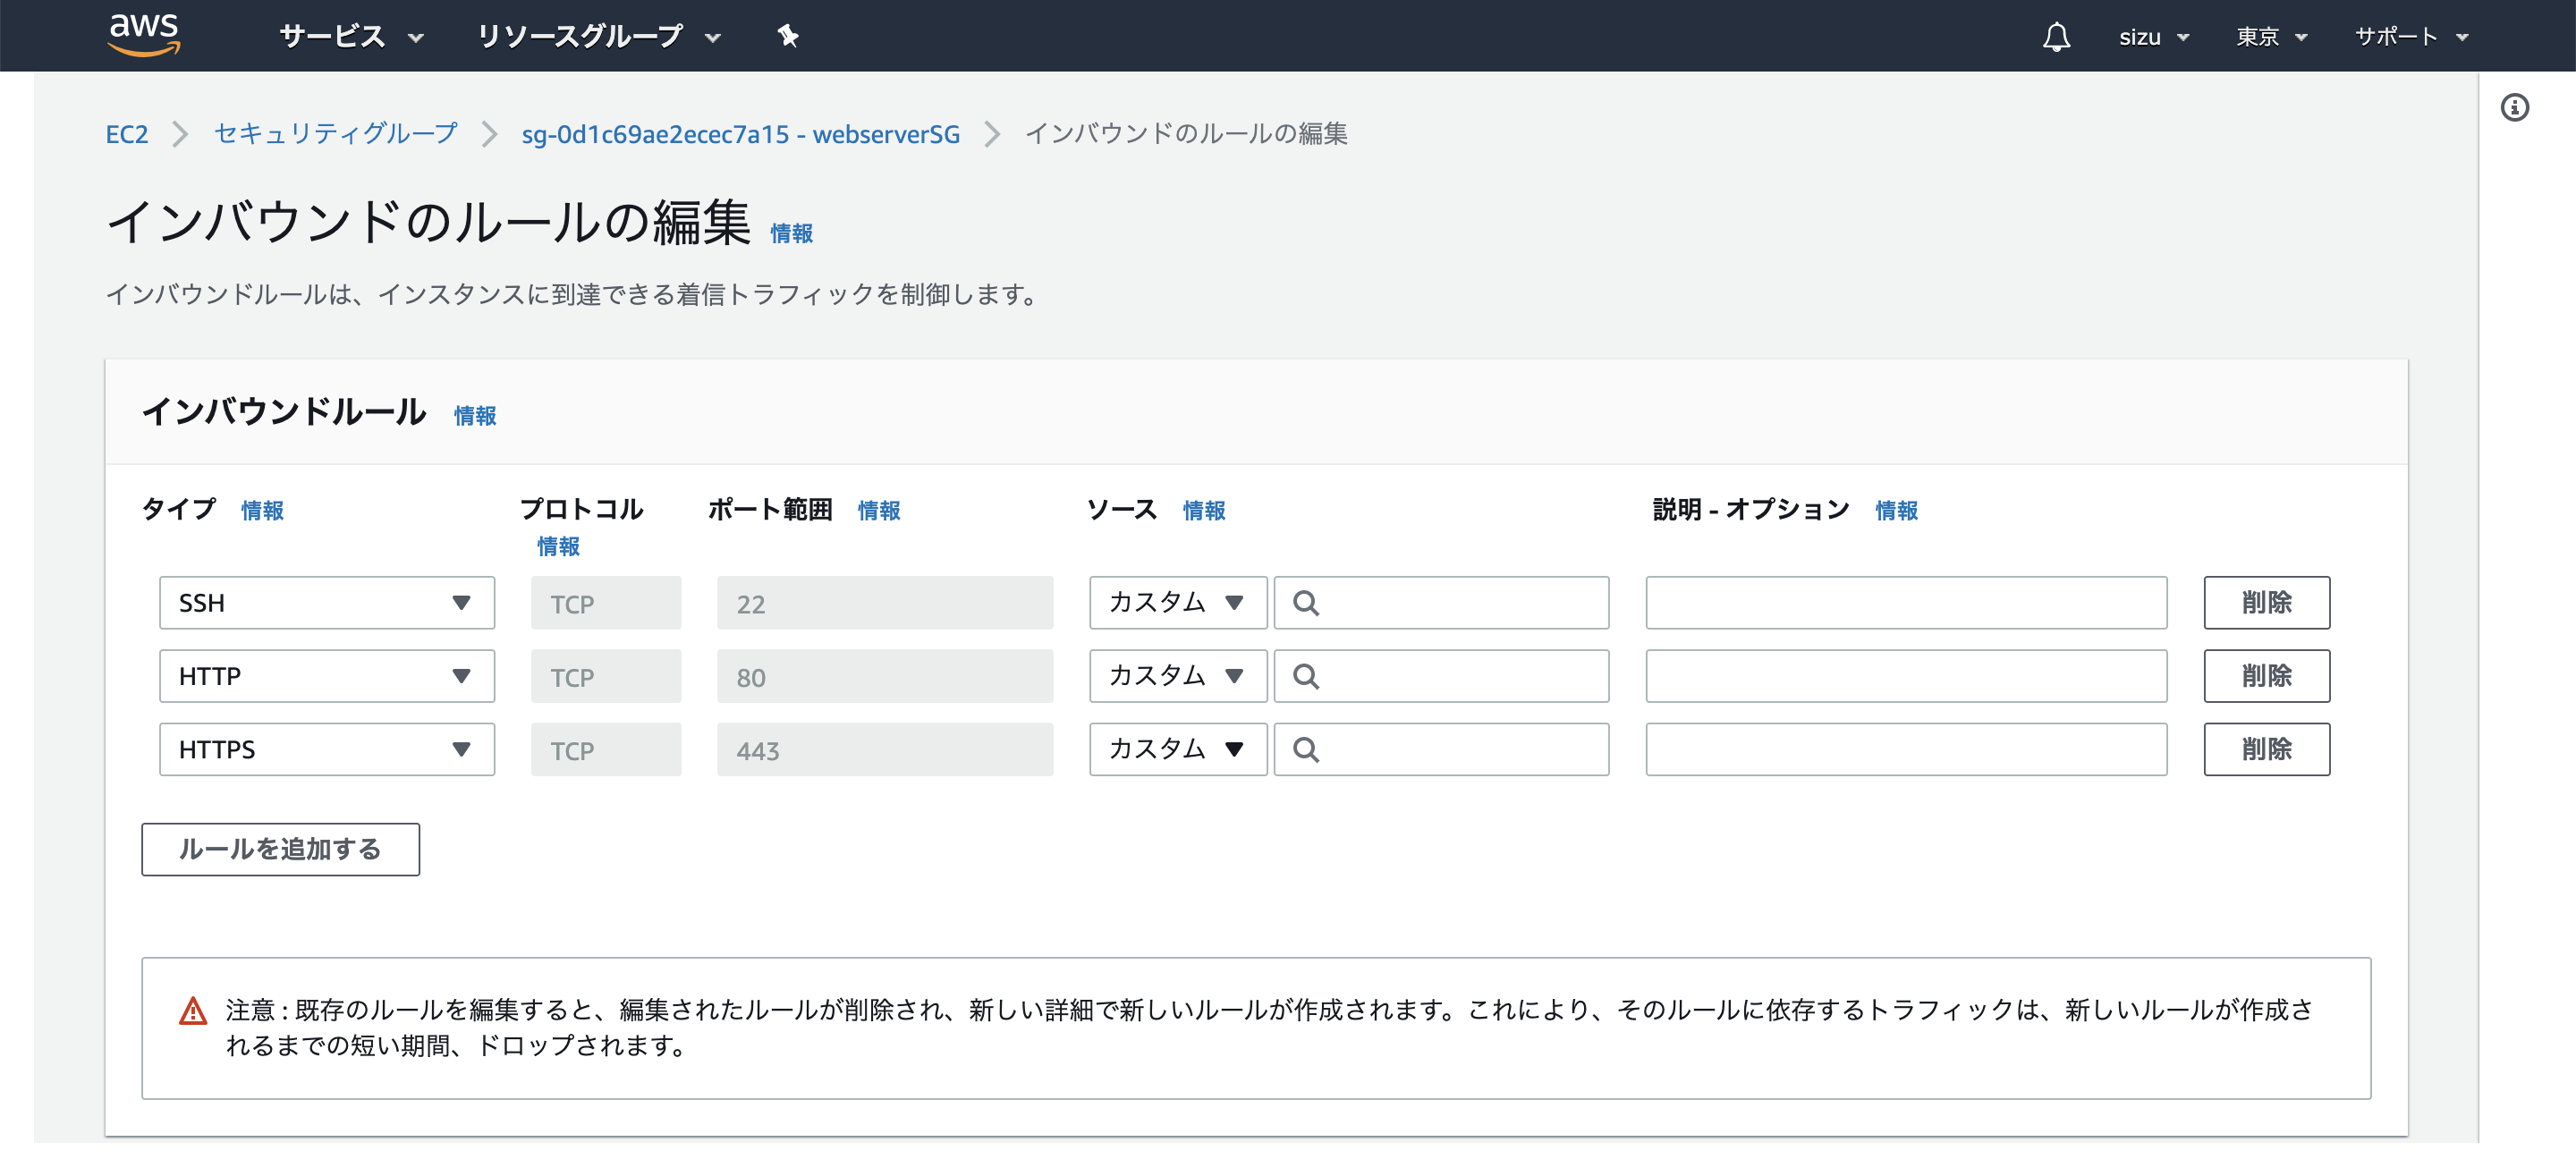 aws サービス リソースグループ sizu 東京 サポート
EC2 セキュリティグループ sg-0d1c69ae2ecec7a15 - webserverSG インバウンドのルールの編集
インバウンドのルールの編集 情報
インバウンドルールは、インスタンスに到達できる着信トラフィックを制御します。
インバウンドルール 情報
タイプ 情報 プロトコル 情報 ポート範囲 情報 ソース 情報 説明 - オプション 情報
SSH TCP 22 カスタム 削除
HTTP TCP 80 カスタム 削除
HTTPS TCP 443 カスタム 削除
ルールを追加する
注意 : 既存のルールを編集すると、編集されたルールが削除され、新しい詳細で新しいルールが作成されます。これにより、そのルールに依存するトラフィックは、新しいルールが作成さ
れるまでの短い期間、ドロップされます。